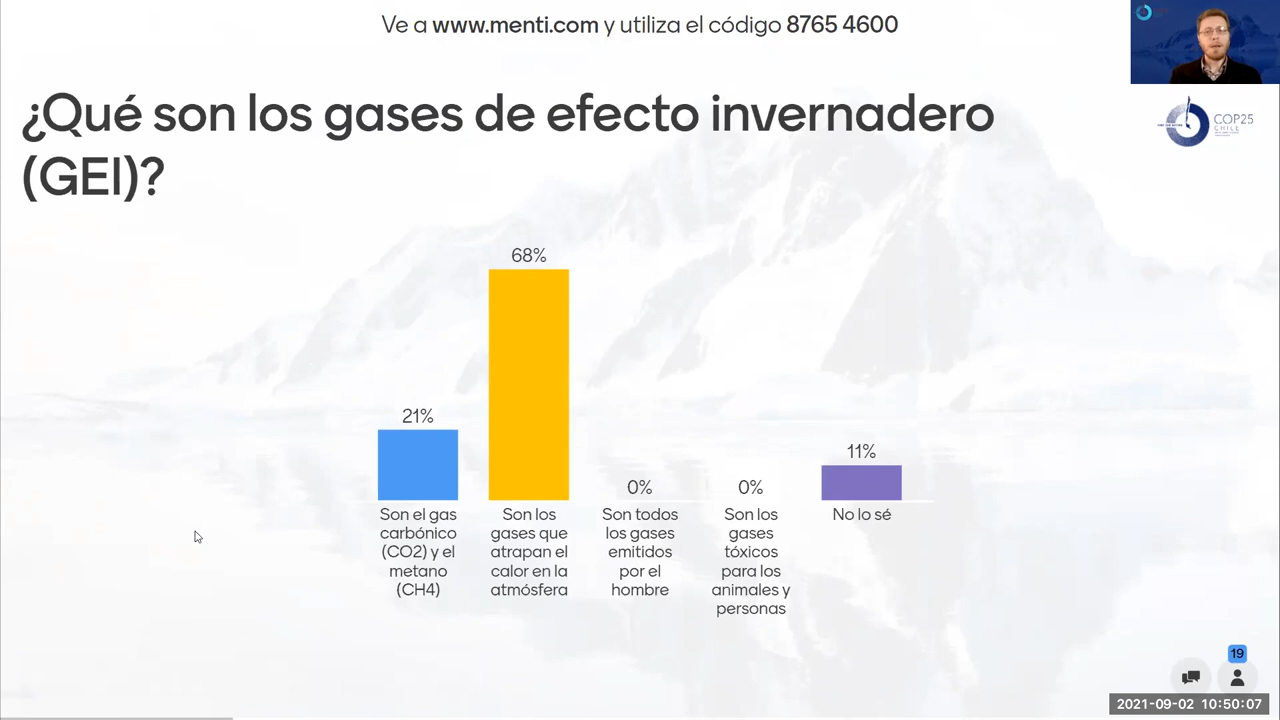 Ve a www.menti.com y utiliza el código 8765 4600
¿Qué son los gases de efecto invernadero
(GEI)?
COP25
CHILE
68%
21%
11%
0%
0%
Son el gas
carbónico
(CO2) y el
metano
(CH4)
Son los
gases que
atrapan el
calor en la
atmósfera
Son todos
los gases
emitidos
por el
hombre
Son los
gases
tóxicos
para los
animales y
personas
No lo sé
19
2021-09-02 10:50:07